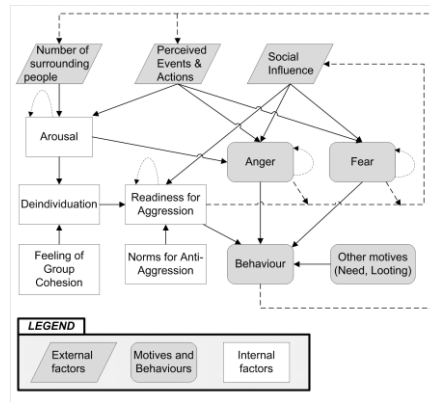 Number of
surrounding
people
Perceived
Events &
Actions
Social
Influence
Arousal
Anger
Fear
Deindividuation
Readiness for
Aggression
Feeling of
Group
Cohesion
Norms for Anti-
Aggression
Behaviour
Other motives
(Need, Looting)
LEGEND
External
factors
Motives and
Behaviours
Internal
factors